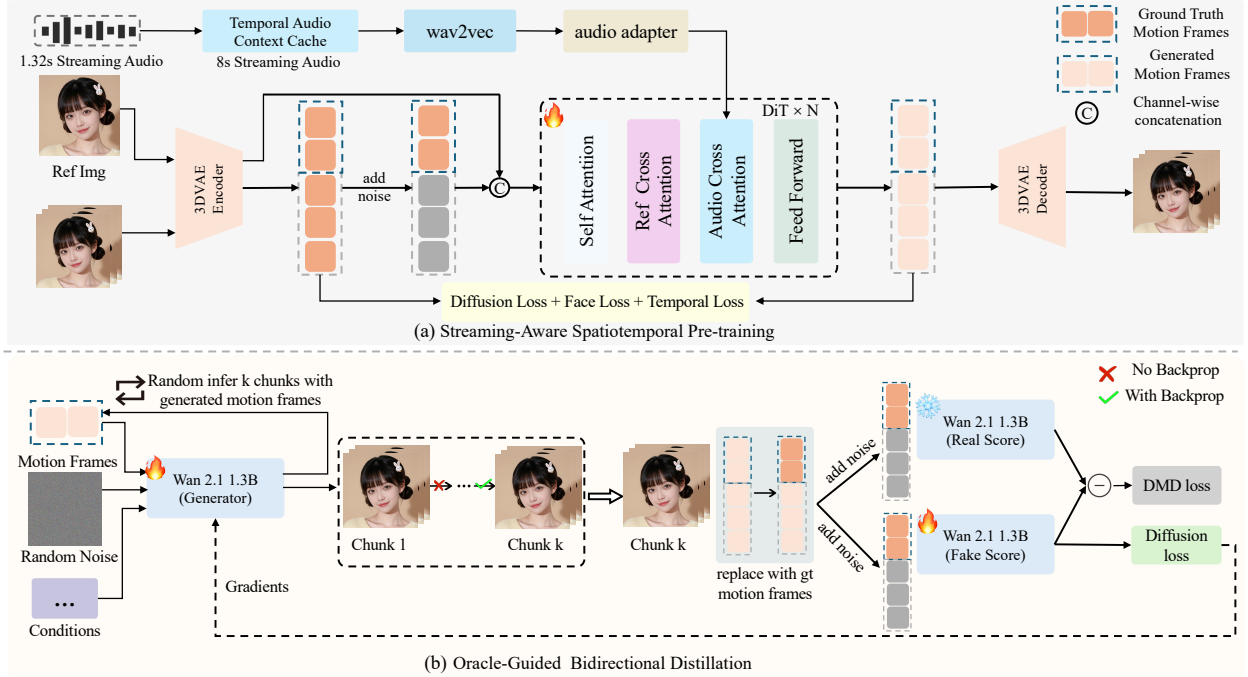 1.32s Streaming Audio
Temporal Audio
Context Cache
8s Streaming Audio
wav2vec
audio adapter
Ground Truth
Motion Frames
Generated
Motion Frames
C
Channel-wise
concatenation
Ref Img
3DVAE
Encoder
add
noise
C
DiT × N
Self Attentiion
Ref Cross
Attention
Audio Cross
Attention
Feed Forward
3DVAE
Decoder
Diffusion Loss + Face Loss + Temporal Loss
(a) Streaming-Aware Spatiotemporal Pre-training
Random infer k chunks with
generated motion frames
No Backprop
With Backprop
Motion Frames
Random Noise
...
Conditions
Wan 2.1 1.3B
(Generator)
Gradients
Chunk 1
...
Chunk k
Chunk k
replace with gt
motion frames
add noise
add noise
Wan 2.1 1.3B
(Real Score)
Wan 2.1 1.3B
(Fake Score)
−
DMD loss
Diffusion
loss
(b) Oracle-Guided Bidirectional Distillation